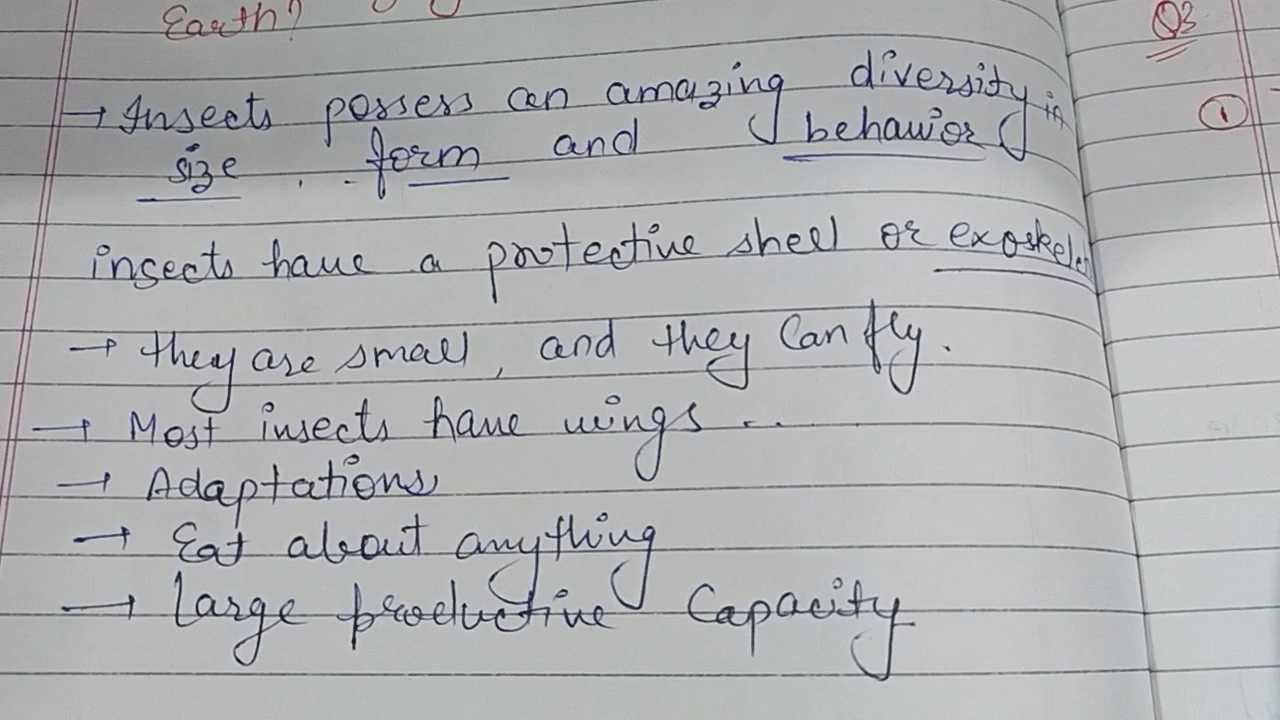 Earth?
Q3
→ Insects possess an amazing diversity in
①
size, form and behavior
insects have a protective shell or exoskele
→ they are small, and they can fly.
→ Most insects have wings ..
→ Adaptations
→ Eat about anything
→ Large productive Capacity